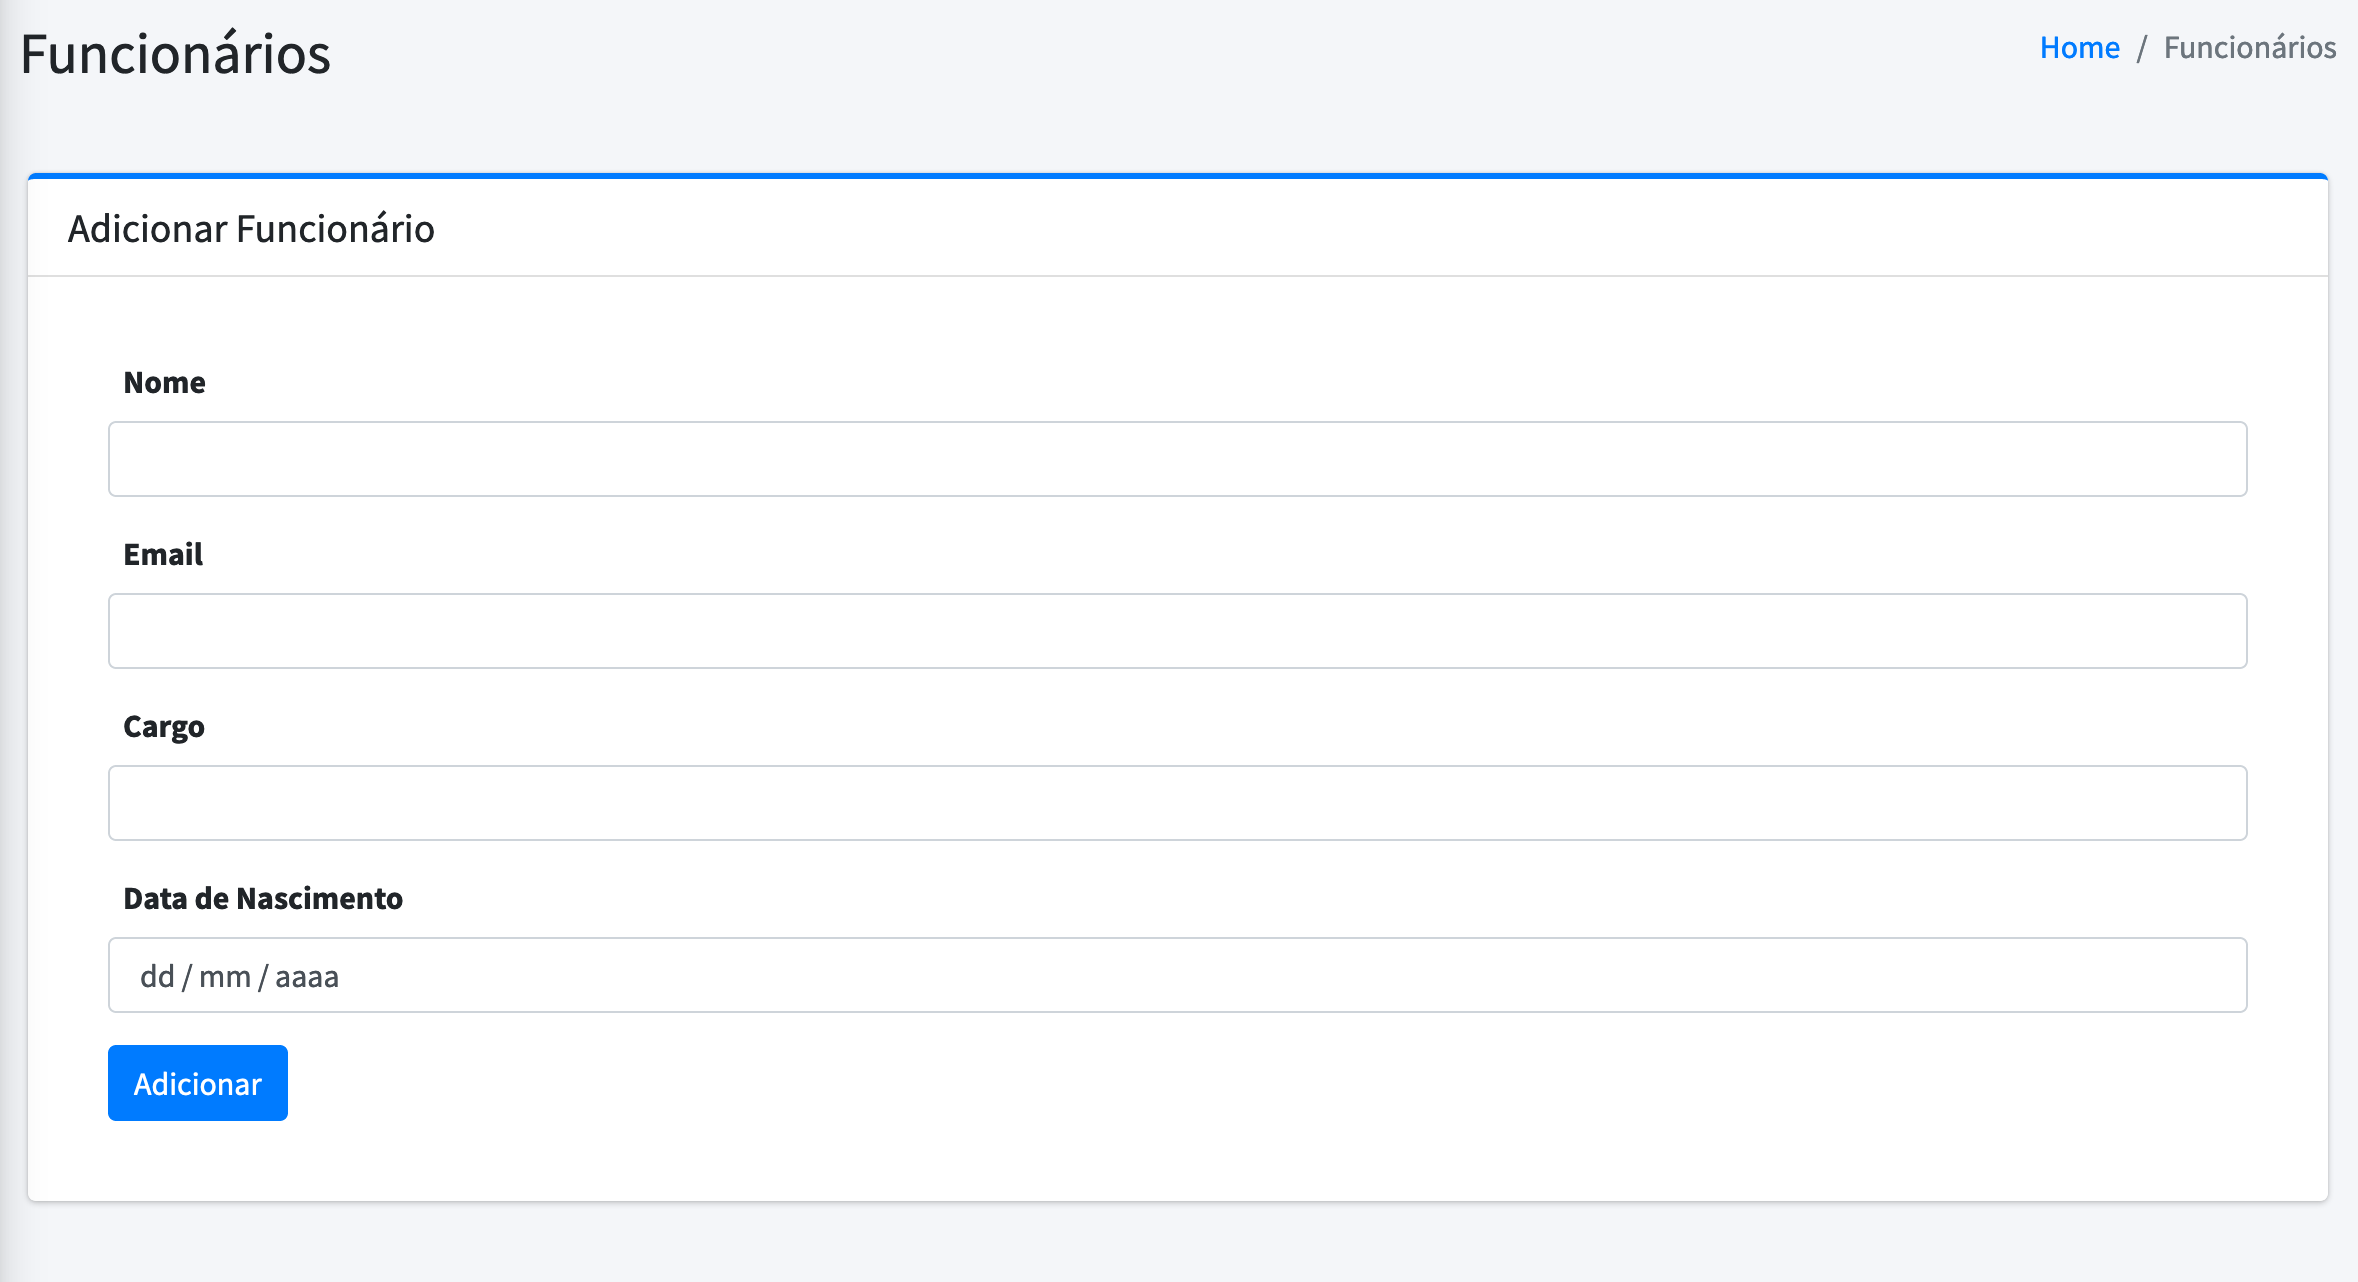 Funcionários
Home / Funcionários
Adicionar Funcionário
Nome
Email
Cargo
Data de Nascimento
dd / mm / aaaa
Adicionar